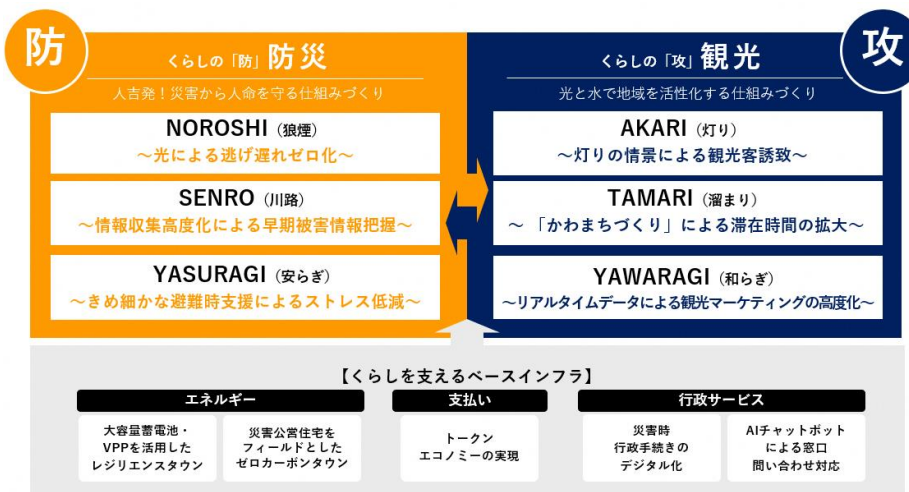 防
くらしの「防」防災
人吉発！災害から人命を守る仕組みづくり
NOROSHI（狼煙）
～光による逃げ遅れゼロ化～
SENRO（川路）
～情報収集高度化による早期被害情報把握～
YASURAGI（安らぎ）
～きめ細かな避難時支援によるストレス低減～
攻
くらしの「攻」観光
光と水で地域を活性化する仕組みづくり
AKARI（灯り）
～灯りの情景による観光客誘致～
TAMARI（溜まり）
～「かわまちづくり」による滞在時間の拡大～
YAWARAGI（和らぎ）
～リアルタイムデータによる観光マーケティングの高度化～
【くらしを支えるベースインフラ】
エネルギー
大容量蓄電池・
VPPを活用した
レジリエンスタウン
災害公営住宅を
フィールドとした
ゼロカーボンタウン
支払い
トークン
エコノミーの実現
行政サービス
災害時
行政手続きの
デジタル化
AIチャットボット
による窓口
問い合わせ対応